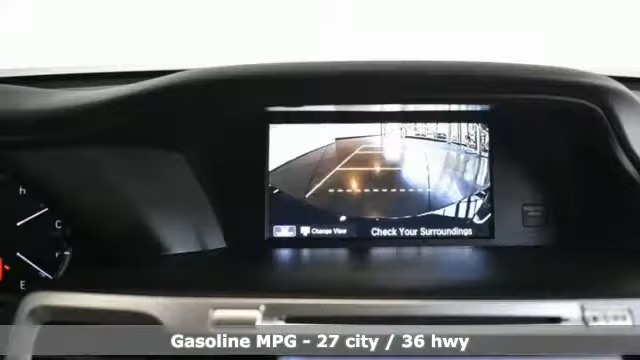 H
C
F
E
Change View
Check Your Surroundings
Gasoline MPG - 27 city / 36 hwy